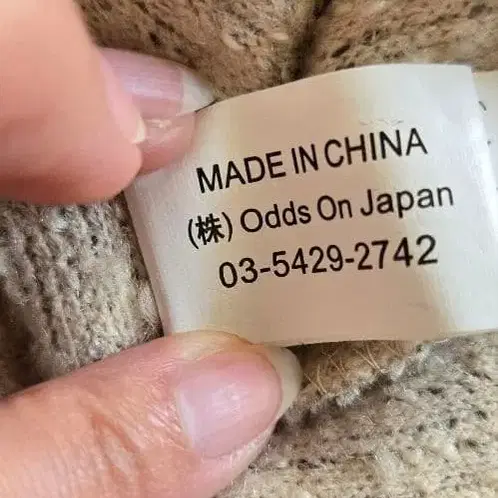 MADE IN CHINA
(株) Odds On Japan
03-5429-2742